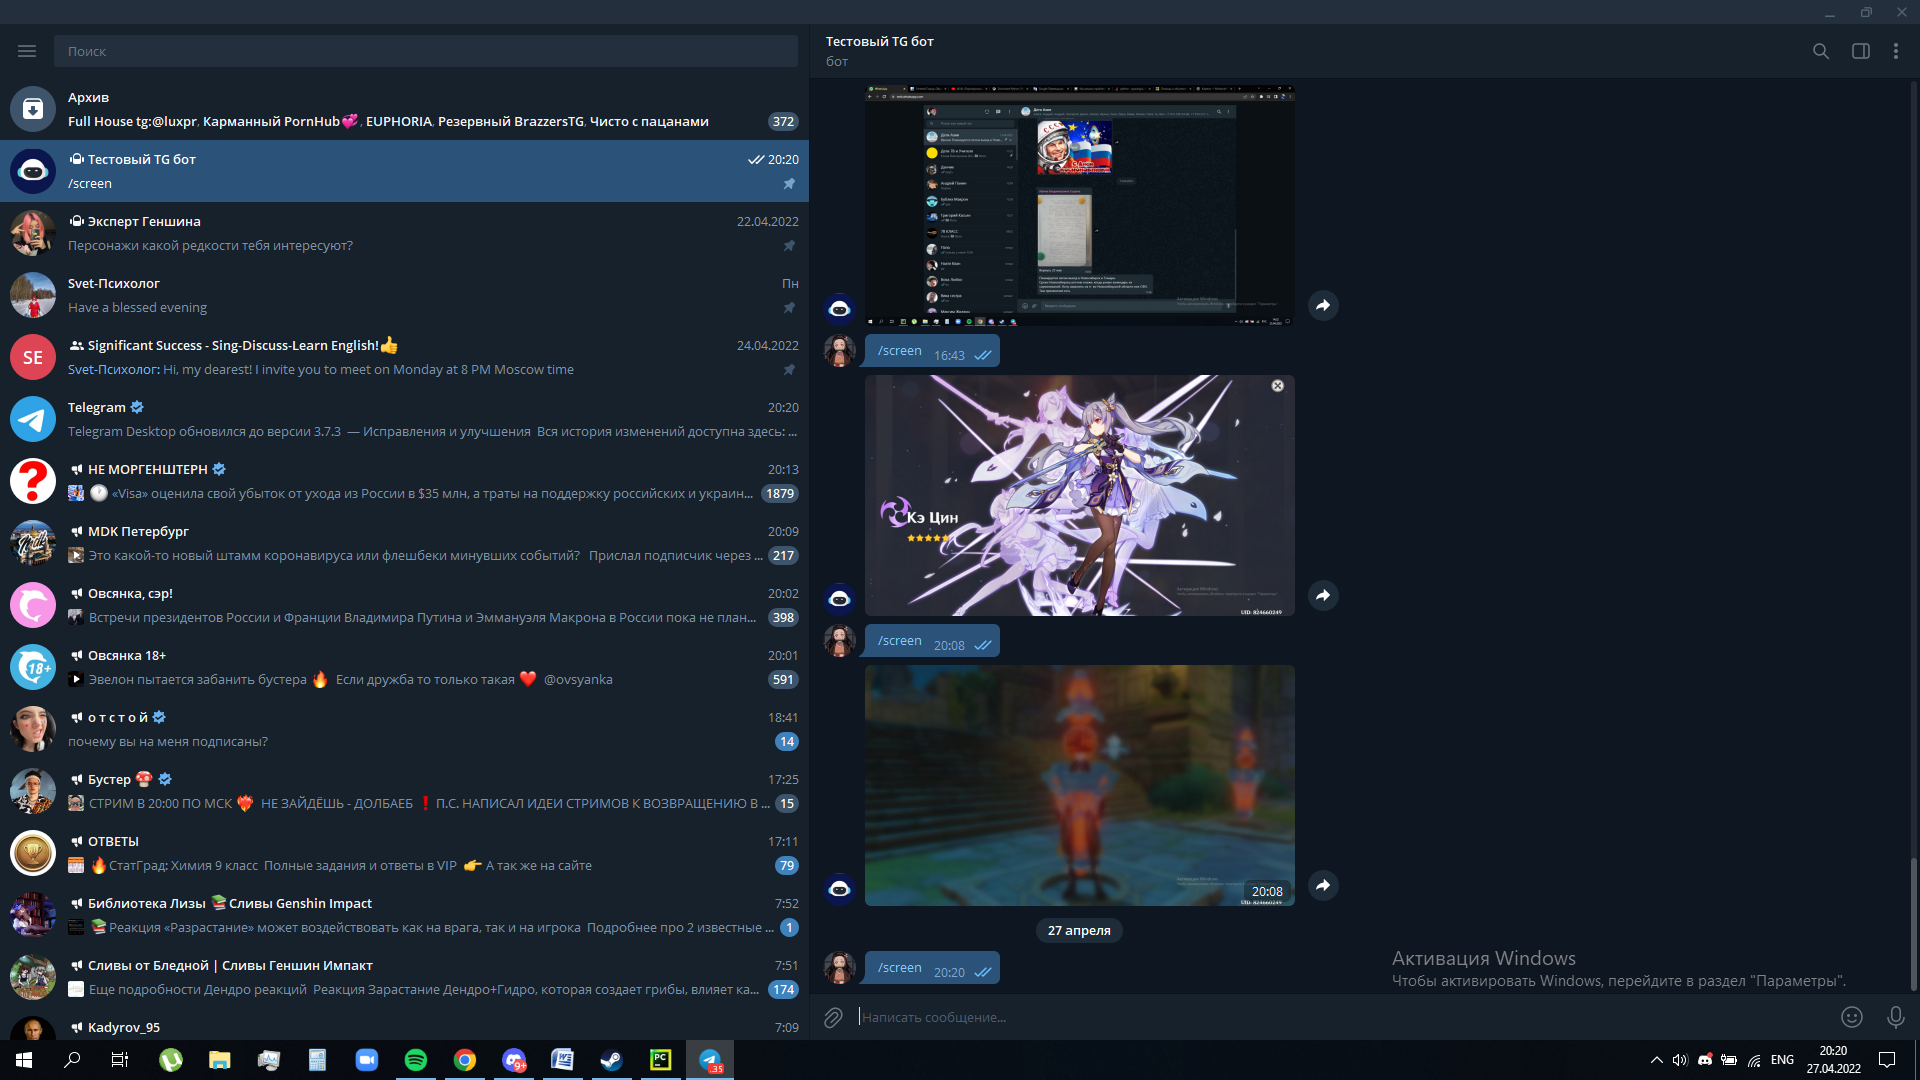 Поиск
Архив
Full House tg:@luxpr, Карманный PornHub💞, EUPHORIA, Резервный BrazzersTG, Чисто с пацанами
372
Тестовый TG бот
20:20
/screen
Эксперт Геншина
22.04.2022
Персонажи какой редкости тебя интересуют?
Svet-Психолог
Пн
Have a blessed evening
SE
Significant Success - Sing-Discuss-Learn English!👍
24.04.2022
Svet-Психолог: Hi, my dearest! I invite you to meet on Monday at 8 PM Moscow time
Telegram
20:20
Telegram Desktop обновился до версии 3.7.3 — Исправления и улучшения Вся история изменений доступна здесь: ...
НЕ МОРГЕНШТЕРН
20:13
🕐 «Visa» оценила свой убыток от ухода из России в $35 млн, а траты на поддержку российских и украин...
1879
MDK Петербург
20:09
Это какой-то новый штамм коронавируса или флешбеки минувших событий? Прислал подписчик через ...
217
Овсянка, сэр!
20:02
Встречи президентов России и Франции Владимира Путина и Эммануэля Макрона в России пока не план...
398
18+
Овсянка 18+
20:01
Эвелон пытается забанить бустера 🔥 Если дружба то только такая ❤️ @ovsyanka
591
о т с т о й
18:41
почему вы на меня подписаны?
14
Бустер 🍄
17:25
СТРИМ В 20:00 ПО МСК ❤️‍🔥 НЕ ЗАЙДЁШЬ - ДОЛБАЕБ ❗ П.С. НАПИСАЛ ИДЕИ СТРИМОВ К ВОЗВРАЩЕНИЮ В ...
15
ОТВЕТЫ
17:11
🔥СтатГрад: Химия 9 класс Полные задания и ответы в VIP 👉 А так же на сайте
79
Библиотека Лизы 📚Сливы Genshin Impact
7:52
📚Реакция «Разрастание» может воздействовать как на врага, так и на игрока Подробнее про 2 известные ...
1
Сливы от Бледной | Сливы Геншин Импакт
7:51
Еще подробности Дендро реакций Реакция Зарастание Дендро+Гидро, которая создает грибы, влияет ка...
174
Kadyrov_95
7:09
Тестовый TG бот
бот
СССР
/screen 16:43
Кэ Цин
UID: 824660249
/screen 20:08
20:08
UID: 824660249
27 апреля
/screen 20:20
Активация Windows
Чтобы активировать Windows, перейдите в раздел "Параметры".
Написать сообщение...
9+
PC
.35
ENG
20:20
27.04.2022